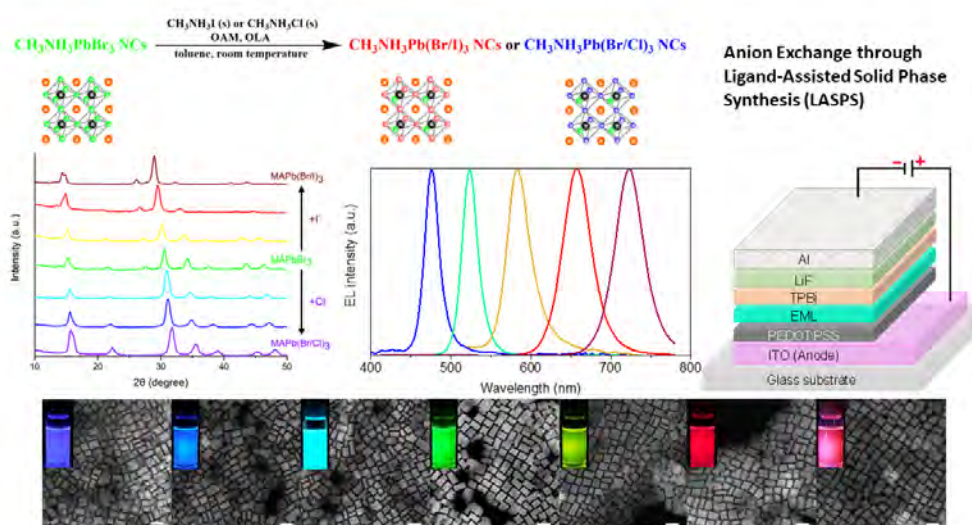 CH₃NH₃I (s) or CH₃NH₃Cl (s)
OAM, OLA
toluene, room temperature
CH₃NH₃PbBr₃ NCs
CH₃NH₃Pb(Br/I)₃ NCs or CH₃NH₃Pb(Br/Cl)₃ NCs
Anion Exchange through
Ligand-Assisted Solid Phase
Synthesis (LASPS)
Intensity (a.u.)
MAPb(Br/I)₃
+I⁻
MAPbBr₃
+Cl⁻
MAPb(Br/Cl)₃
10 20 30 40 50
2θ (degree)
EL Intensity (a.u.)
400 500 600 700 800
Wavelength (nm)
- +
Al
LiF
TPBi
EML
PEDOT:PSS
ITO (Anode)
Glass substrate